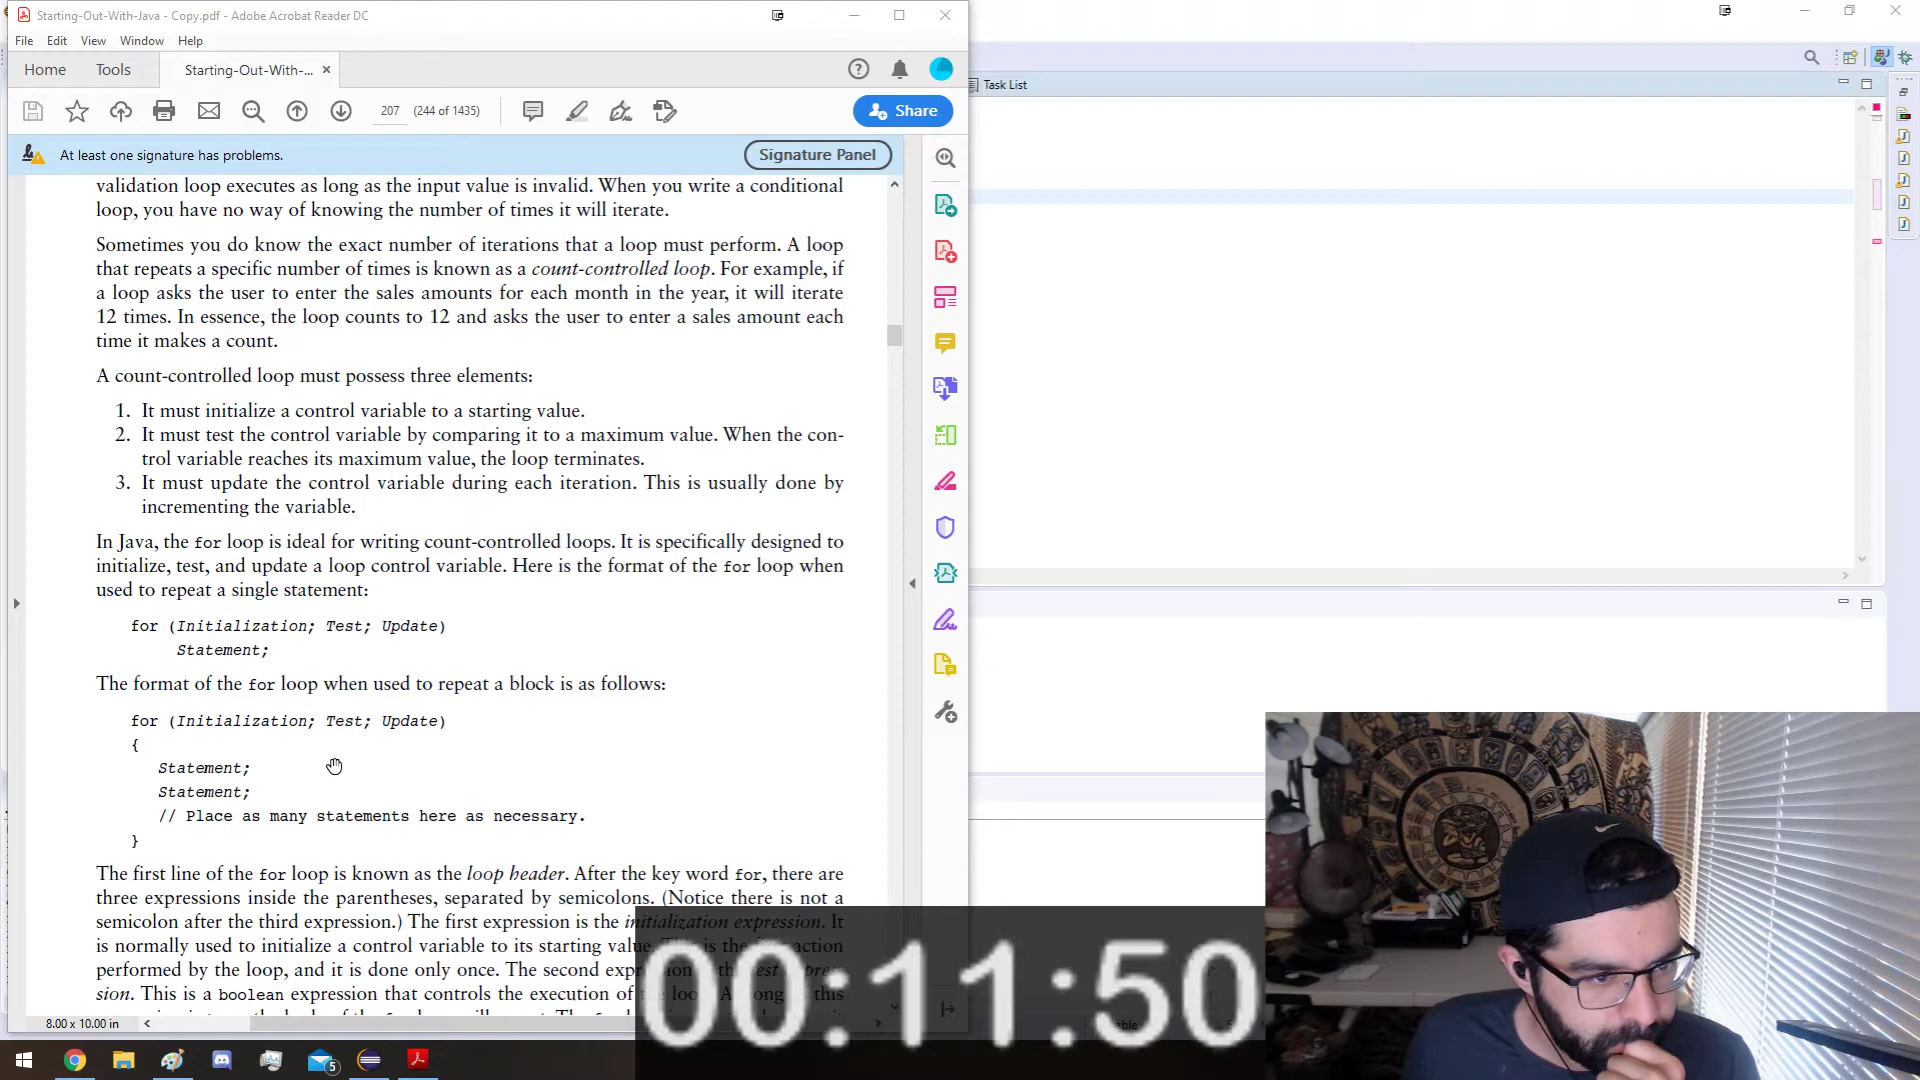 Starting-Out-With-Java - Copy.pdf - Adobe Acrobat Reader DC
File Edit View Window Help
Home Tools Starting-Out-With-... ×
Task List
207 (244 of 1435)
Share
At least one signature has problems.
Signature Panel
validation loop executes as long as the input value is invalid. When you write a conditional
loop, you have no way of knowing the number of times it will iterate.
Sometimes you do know the exact number of iterations that a loop must perform. A loop
that repeats a specific number of times is known as a count-controlled loop. For example, if
a loop asks the user to enter the sales amounts for each month in the year, it will iterate
12 times. In essence, the loop counts to 12 and asks the user to enter a sales amount each
time it makes a count.
A count-controlled loop must possess three elements:
1. It must initialize a control variable to a starting value.
2. It must test the control variable by comparing it to a maximum value. When the con-
trol variable reaches its maximum value, the loop terminates.
3. It must update the control variable during each iteration. This is usually done by
incrementing the variable.
In Java, the for loop is ideal for writing count-controlled loops. It is specifically designed to
initialize, test, and update a loop control variable. Here is the format of the for loop when
used to repeat a single statement:
for (Initialization; Test; Update)
Statement;
The format of the for loop when used to repeat a block is as follows:
for (Initialization; Test; Update)
{
Statement;
Statement;
// Place as many statements here as necessary.
}
The first line of the for loop is known as the loop header. After the key word for, there are
three expressions inside the parentheses, separated by semicolons. (Notice there is not a
semicolon after the third expression.) The first expression is the initialization expression. It
is normally used to initialize a control variable to its starting value. This is the action
performed by the loop, and it is done only once. The second
sion. This is a boolean expression that controls the execution of this
8.00 x 10.00 in
00:11:50
5